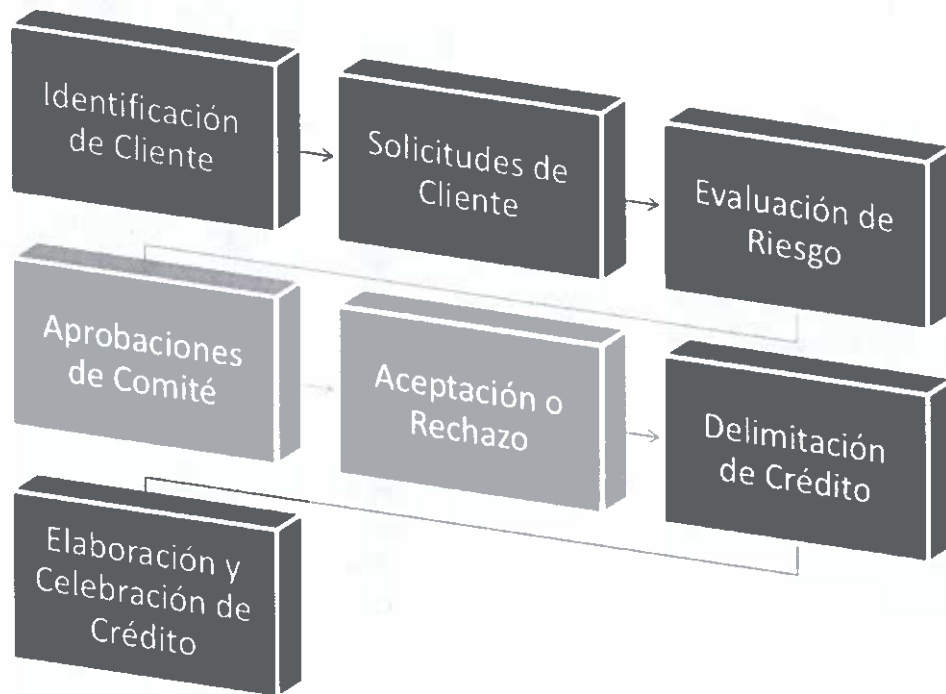 Identificación
de Cliente
Solicitudes de
Cliente
Evaluación de
Riesgo
Aprobaciones
de Comité
Aceptación o
Rechazo
Delimitación
de Crédito
Elaboración y
Celebración de
Crédito